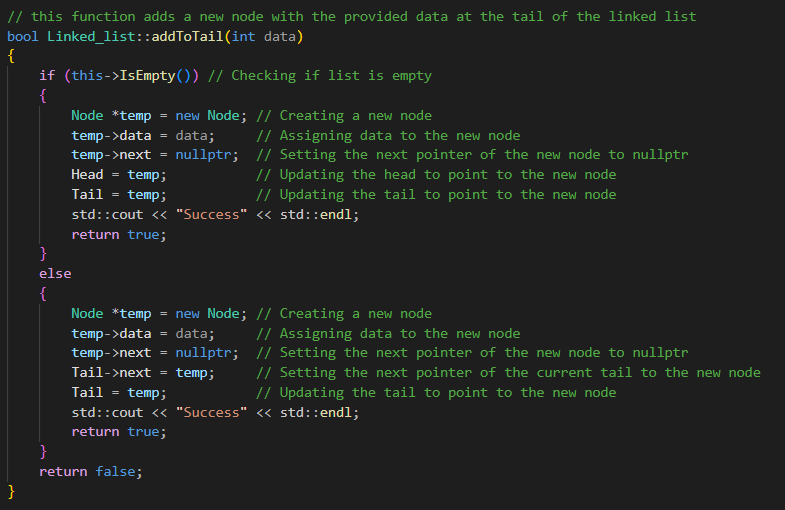 // this function adds a new node with the provided data at the tail of the linked list
bool Linked_list::addToTail(int data)
{
    if (this->IsEmpty()) // Checking if list is empty
    {
        Node *temp = new Node; // Creating a new node
        temp->data = data;     // Assigning data to the new node
        temp->next = nullptr;  // Setting the next pointer of the new node to nullptr
        Head = temp;           // Updating the head to point to the new node
        Tail = temp;           // Updating the tail to point to the new node
        std::cout << "Success" << std::endl;
        return true;
    }
    else
    {
        Node *temp = new Node; // Creating a new node
        temp->data = data;     // Assigning data to the new node
        temp->next = nullptr;  // Setting the next pointer of the new node to nullptr
        Tail->next = temp;     // Setting the next pointer of the current tail to the new node
        Tail = temp;           // Updating the tail to point to the new node
        std::cout << "Success" << std::endl;
        return true;
    }
    return false;
}